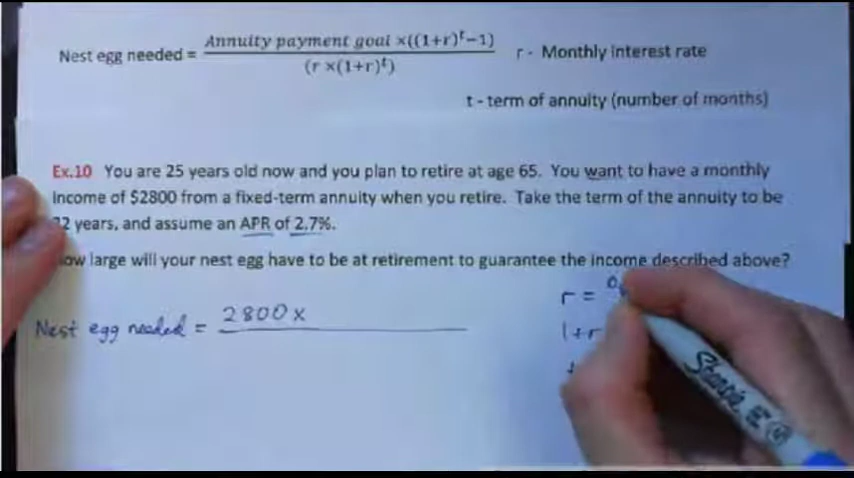 Annuity payment goal ×((1+r)ᵗ−1)
Nest egg needed =
(r ×(1+r)ᵗ)
r - Monthly interest rate
t - term of annuity (number of months)
Ex.10 You are 25 years old now and you plan to retire at age 65. You want to have a monthly
income of $2800 from a fixed-term annuity when you retire. Take the term of the annuity to be
years, and assume an APR of 2.7%.
large will your nest egg have to be at retirement to guarantee the income described above?
r =
Nest egg needed = 2800 x
1+r
Sharpie